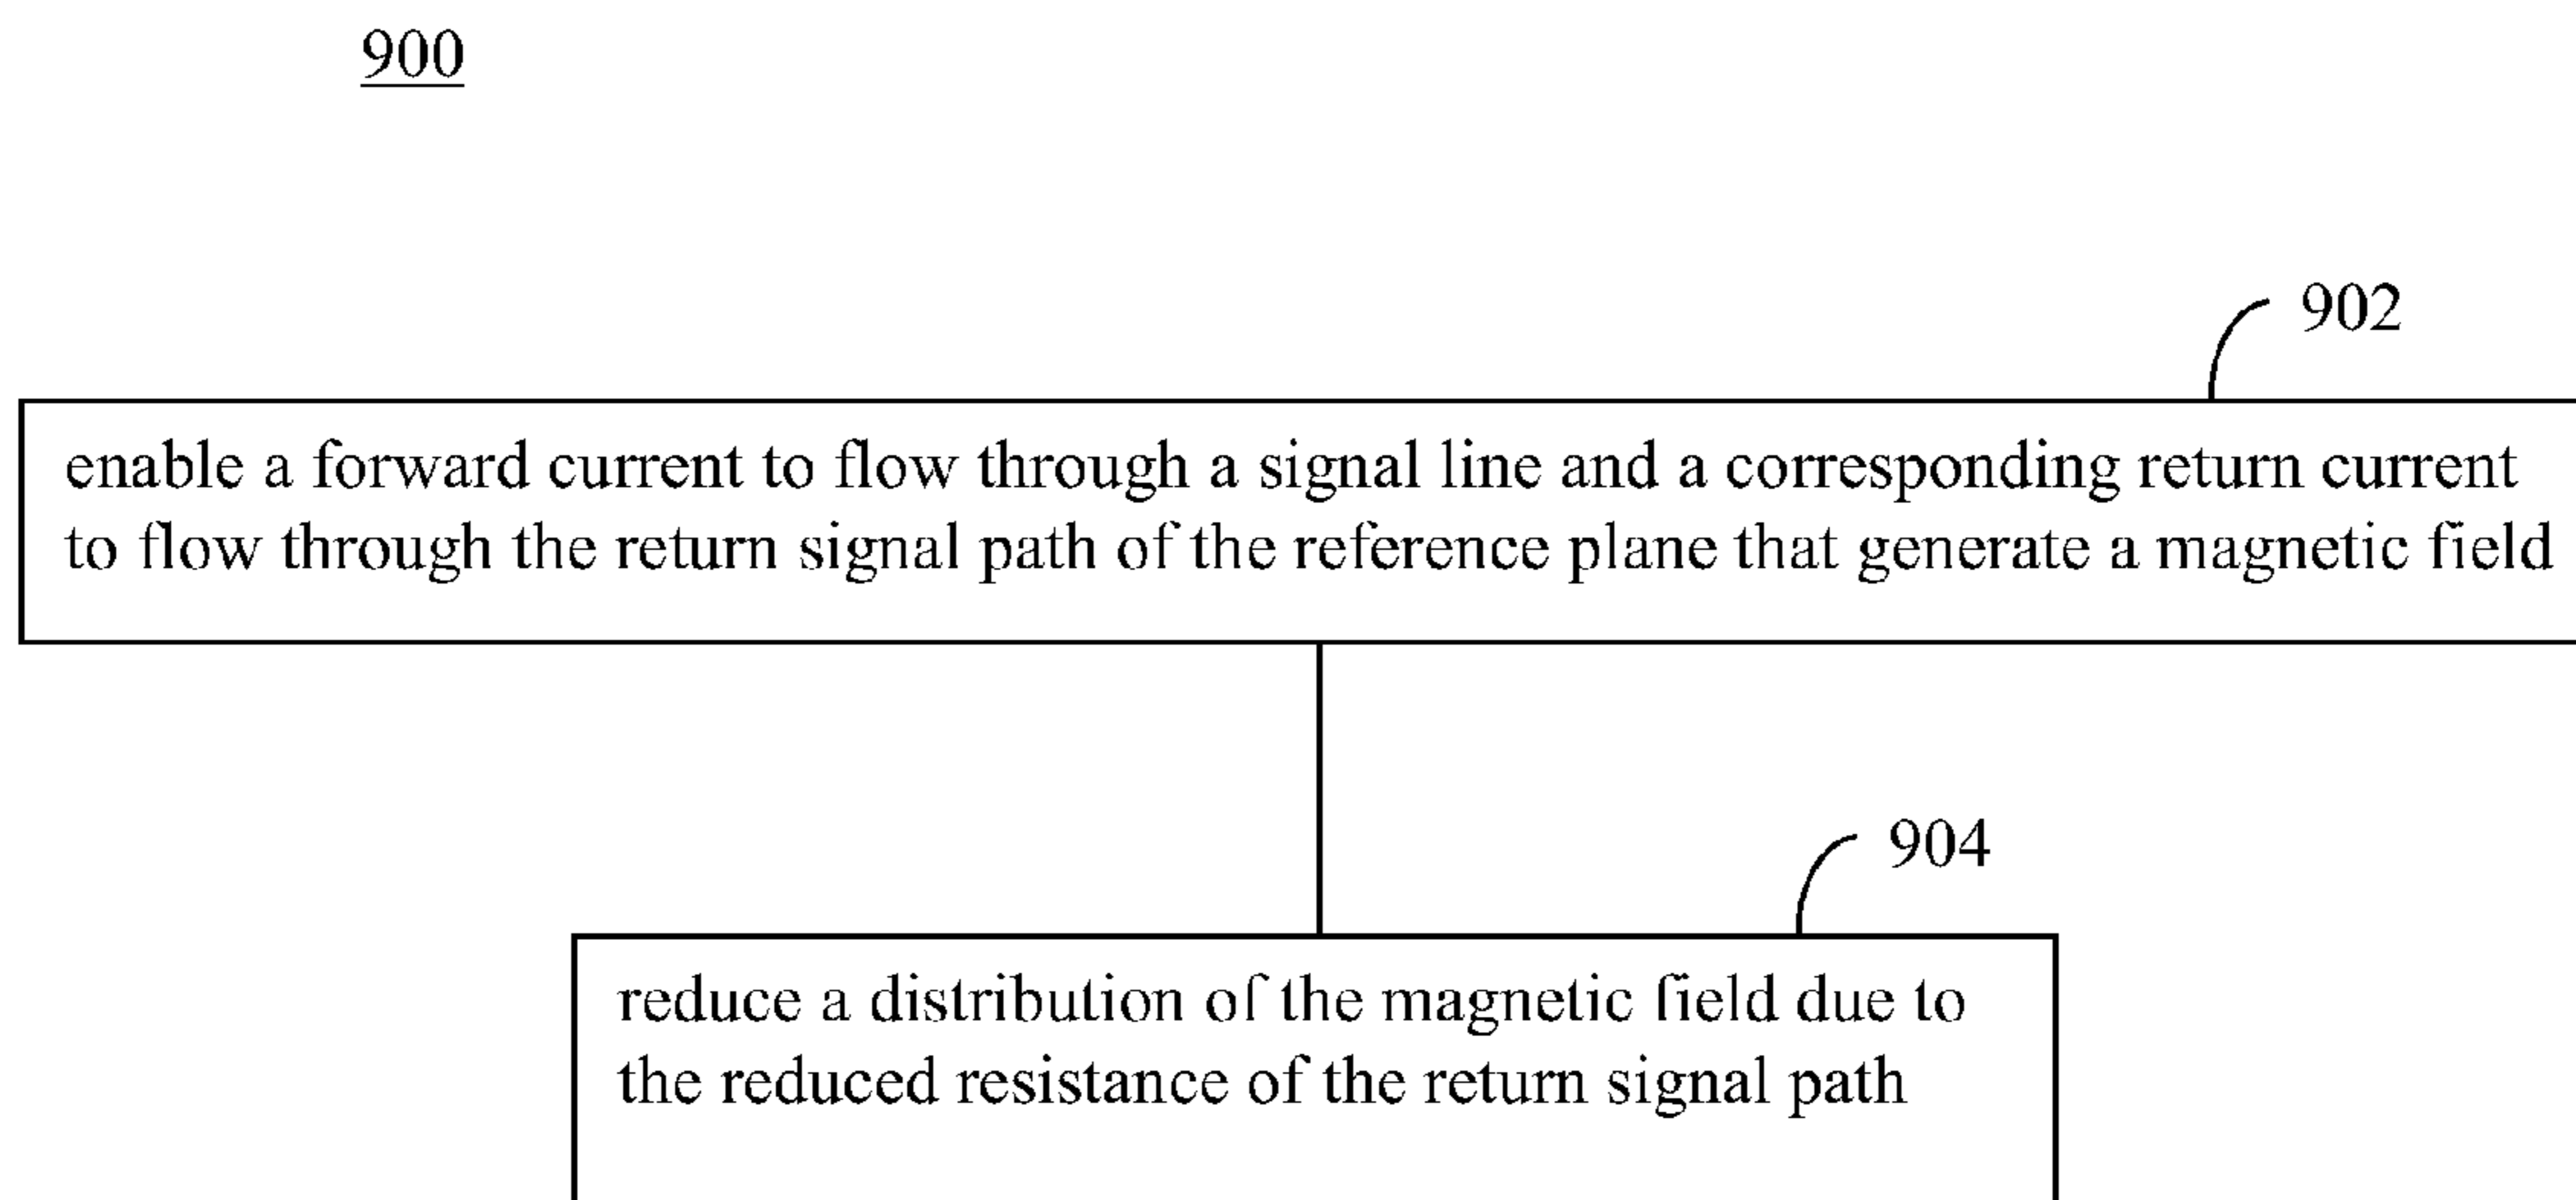 900
902
enable a forward current to flow through a signal line and a corresponding return current
to flow through the return signal path of the reference plane that generate a magnetic field
904
reduce a distribution of the magnetic field due to
the reduced resistance of the return signal path